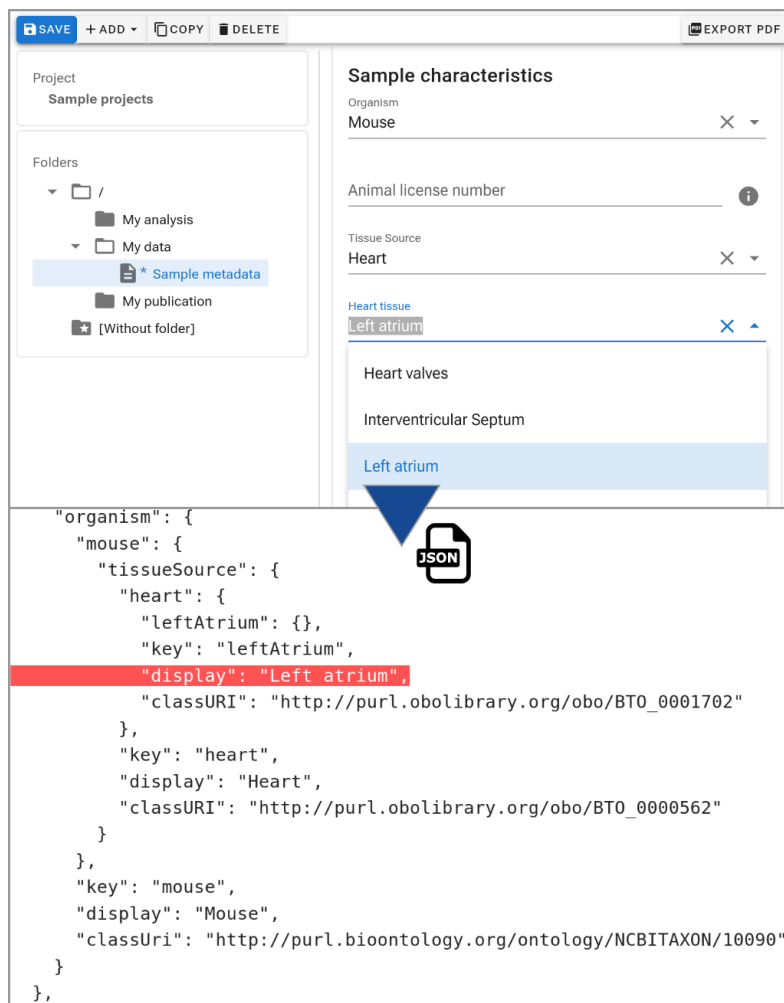 SAVE + ADD COPY DELETE EXPORT PDF
Project
Sample projects
Folders
/
My analysis
My data
* Sample metadata
My publication
[Without folder]
Sample characteristics
Organism
Mouse
Animal license number
Tissue Source
Heart
Heart tissue
Left atrium
Heart valves
Interventricular Septum
Left atrium
JSON
"organism": {
"mouse": {
"tissueSource": {
"heart": {
"leftAtrium": {},
"key": "leftAtrium",
"display": "Left atrium",
"classURI": "http://purl.obolibrary.org/obo/BTO_0001702"
},
"key": "heart",
"display": "Heart",
"classURI": "http://purl.obolibrary.org/obo/BTO_0000562"
}
},
"key": "mouse",
"display": "Mouse",
"classUri": "http://purl.bioontology.org/ontology/NCBITAXON/10090"
}
},